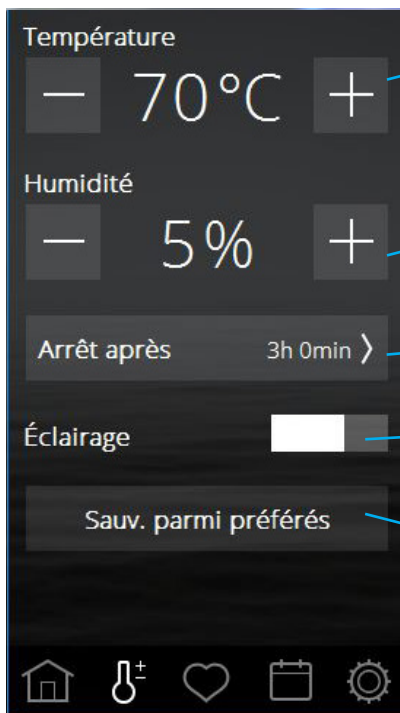 Température
70°C
Humidité
5%
Arrêt après 3h 0min
Éclairage
Sauv. parmi préférés